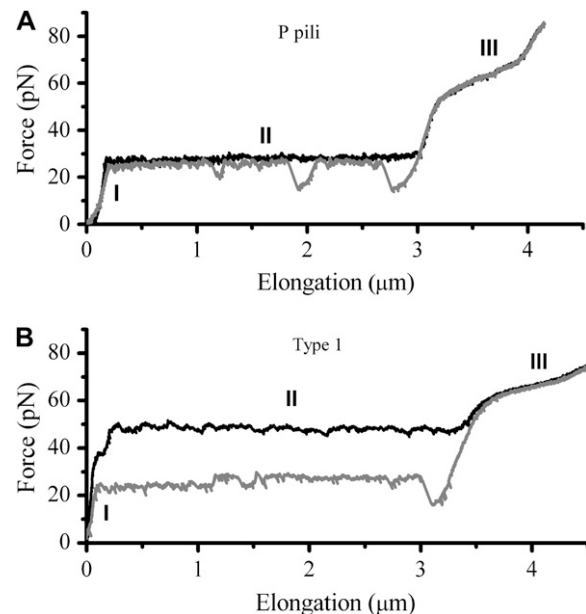 A
P pili
80
60
40
20
0
Force (pN)
I
II
III
0 1 2 3 4
Elongation (μm)
B
Type 1
80
60
40
20
0
Force (pN)
I
II
III
0 1 2 3 4
Elongation (μm)